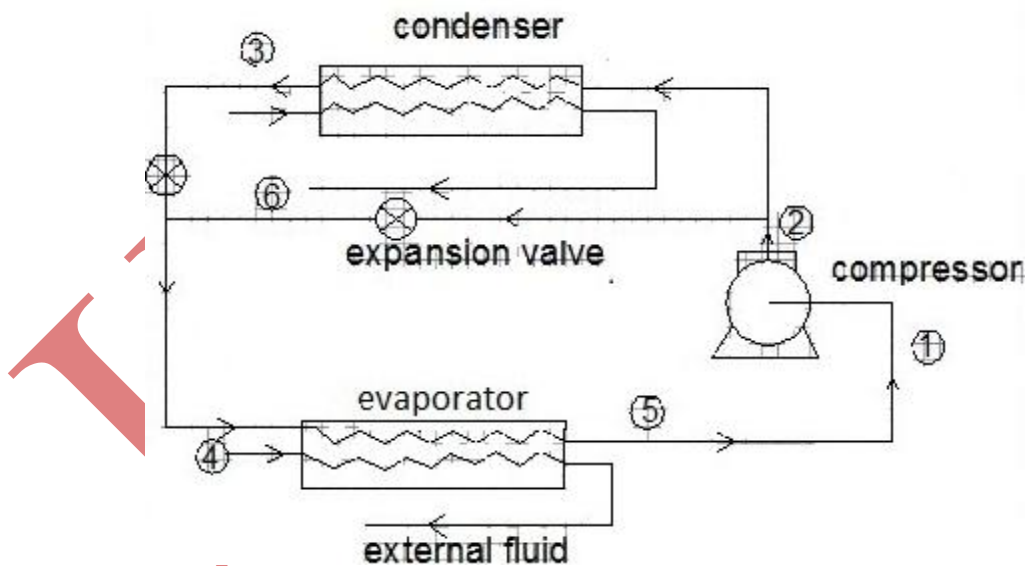 condenser
3
6
2
expansion valve
compressor
1
evaporator
5
4
external fluid